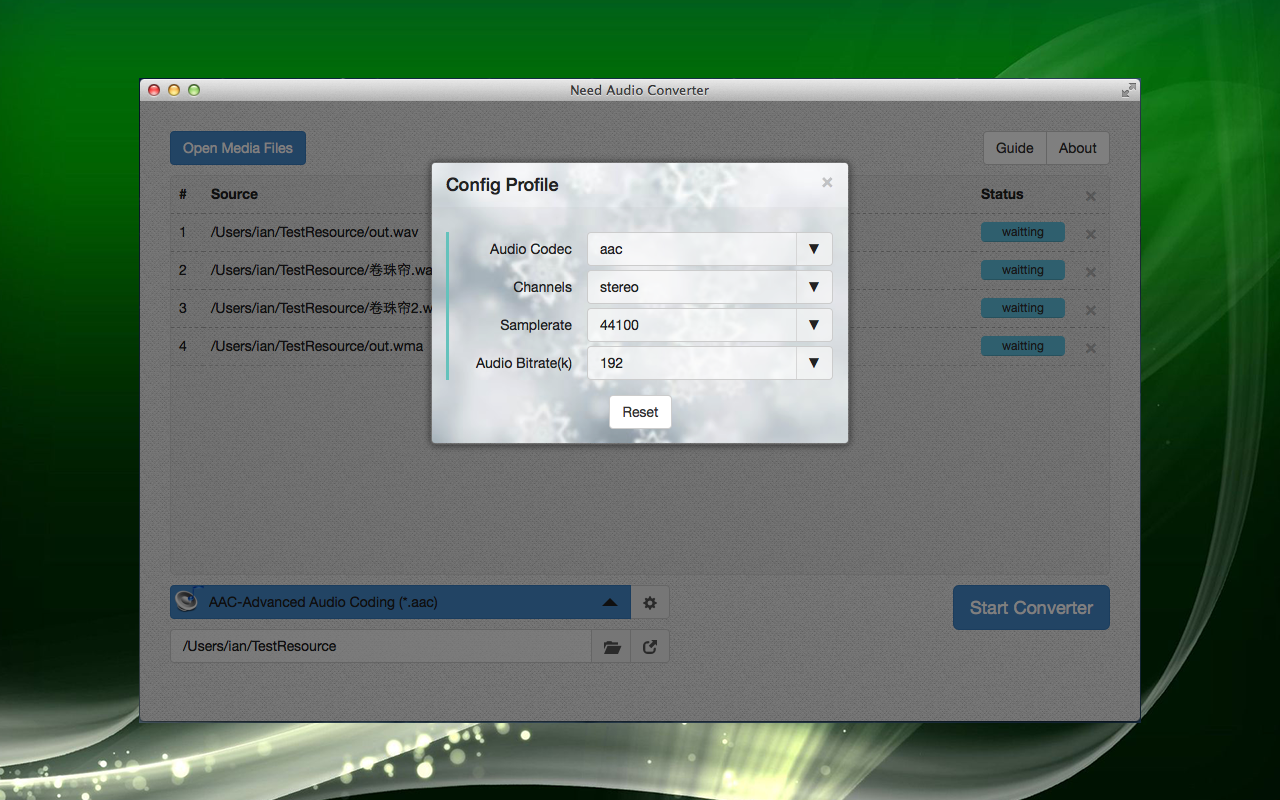 Need Audio Converter
Open Media Files
Guide About
Config Profile
# Source Status
1 /Users/ian/TestResource/out.wav waitting
2 /Users/ian/TestResource/卷珠帘.wa waitting
3 /Users/ian/TestResource/卷珠帘2.w waitting
4 /Users/ian/TestResource/out.wma waitting
Audio Codec aac
Channels stereo
Samplerate 44100
Audio Bitrate(k) 192
Reset
AAC-Advanced Audio Coding (*.aac)
Start Converter
/Users/ian/TestResource